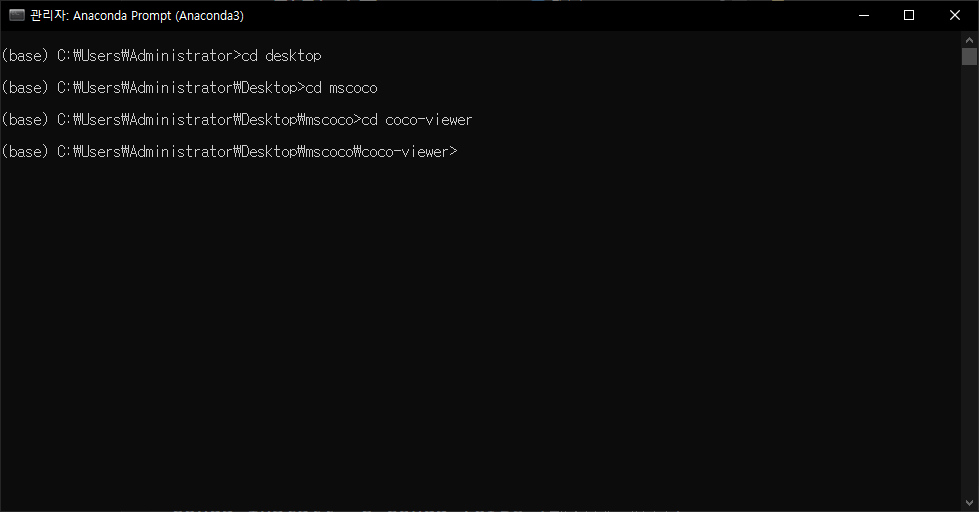 관리자: Anaconda Prompt (Anaconda3)
(base) C:₩Users₩Administrator>cd desktop
(base) C:₩Users₩Administrator₩Desktop>cd mscoco
(base) C:₩Users₩Administrator₩Desktop₩mscoco>cd coco-viewer
(base) C:₩Users₩Administrator₩Desktop₩mscoco₩coco-viewer>